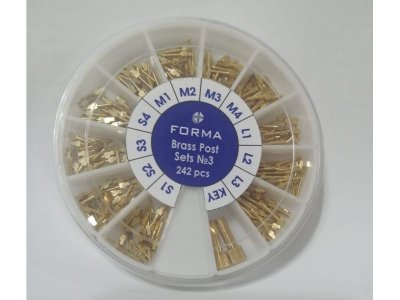 FORMA
Brass Post
Sets №3
242 pcs
S1
S2
S3
S4
M1
M2
M3
M4
L1
L2
L3
KEY